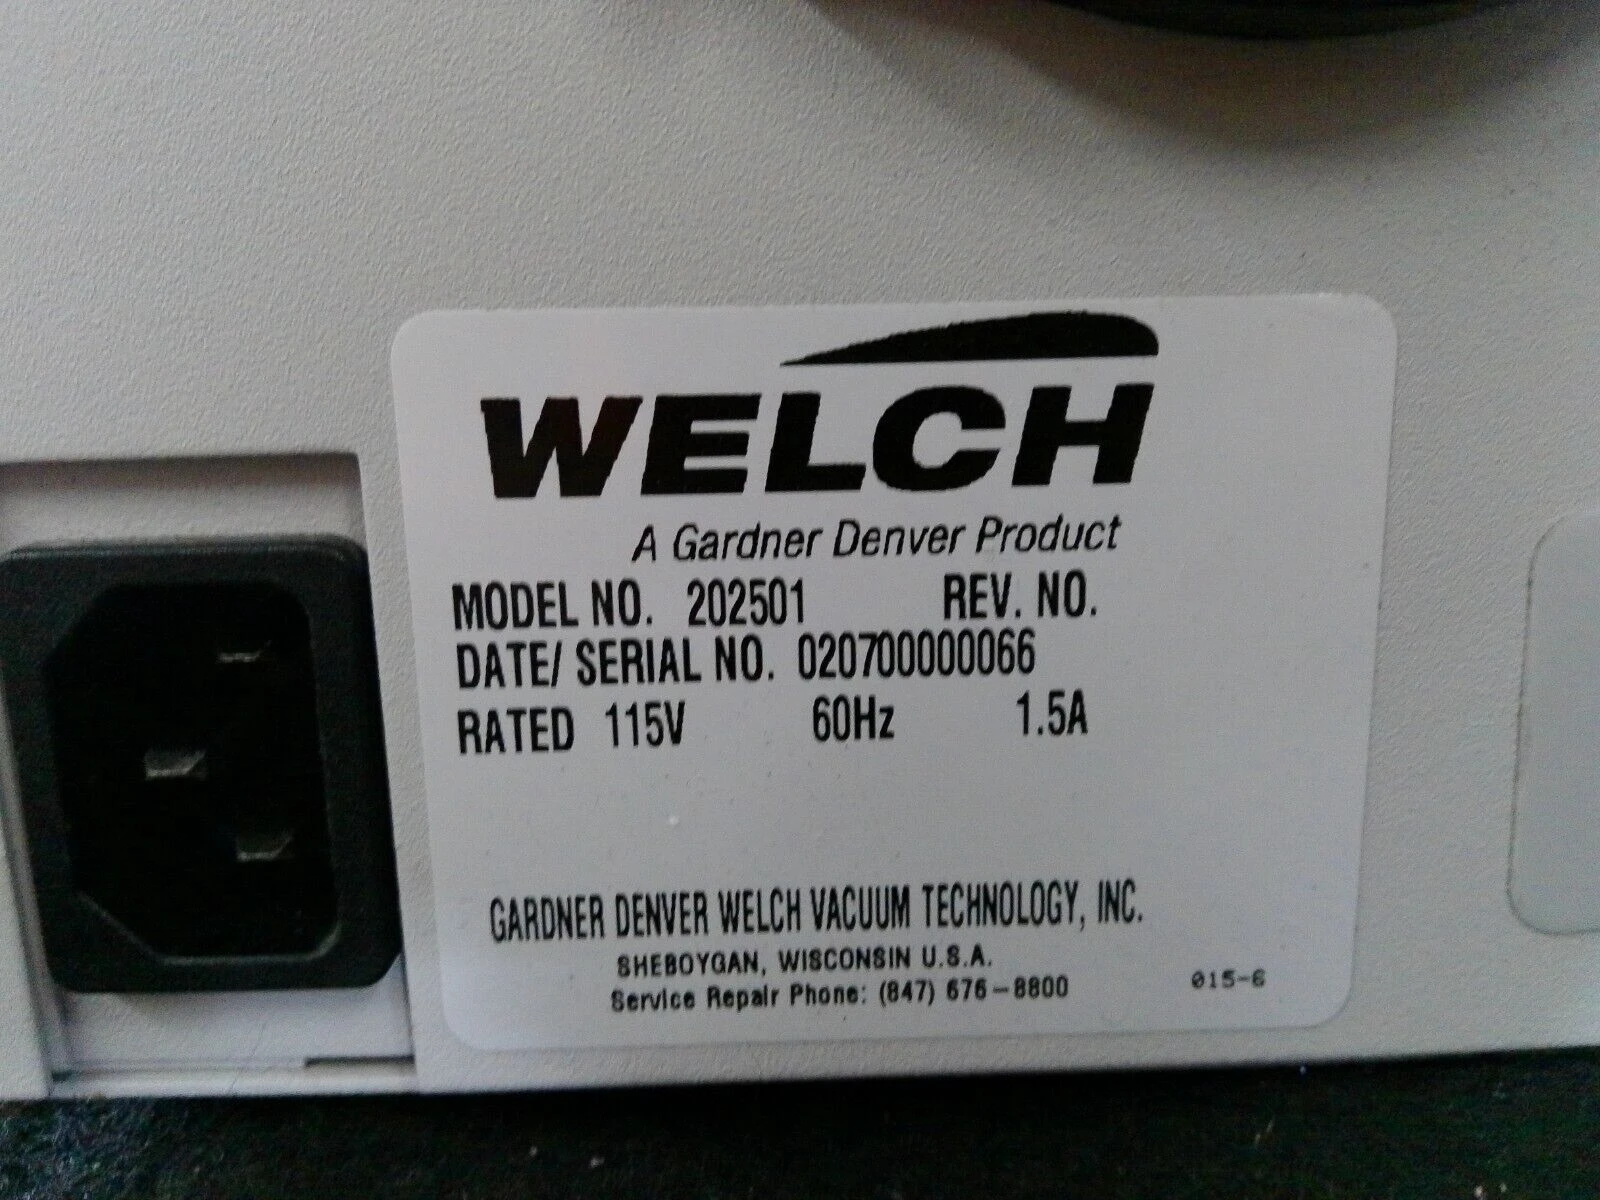 WELCH
A Gardner Denver Product
MODEL NO. 202501 REV. NO.
DATE/ SERIAL NO. 020700000066
RATED 115V 60Hz 1.5A
GARDNER DENVER WELCH VACUUM TECHNOLOGY, INC.
SHEBOYGAN, WISCONSIN U.S.A.
Service Repair Phone: (847) 676-8800 015-6